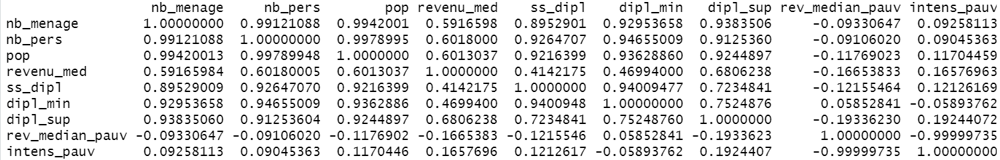 nb_menage nb_pers pop revenu_med ss_dipl dipl_min dipl_sup rev_median_pauv intens_pauv
nb_menage 1.00000000 0.99121088 0.9942001 0.5916598 0.8952901 0.92953658 0.9383506 -0.09330647 0.09258113
nb_pers 0.99121088 1.00000000 0.9978995 0.6018000 0.9264707 0.94655009 0.9125360 -0.09106020 0.09045363
pop 0.99420013 0.99789948 1.0000000 0.6013037 0.9216399 0.93628860 0.9244897 -0.11769023 0.11704459
revenu_med 0.59165984 0.60180005 0.6013037 1.0000000 0.4142175 0.46994000 0.6806238 -0.16653833 0.16576963
ss_dipl 0.89529009 0.92647070 0.9216399 0.4142175 1.0000000 0.94009477 0.7234841 -0.12155464 0.12126169
dipl_min 0.92953658 0.94655009 0.9362886 0.4699400 0.9400948 1.00000000 0.7524876 0.05852841 -0.05893762
dipl_sup 0.93835060 0.91253604 0.9244897 0.6806238 0.7234841 0.75248760 1.0000000 -0.19336230 0.19244072
rev_median_pauv -0.09330647 -0.09106020 -0.1176902 -0.1665383 -0.1215546 0.05852841 -0.1933623 1.00000000 -0.99999735
intens_pauv 0.09258113 0.09045363 0.1170446 0.1657696 0.1212617 -0.05893762 0.1924407 -0.99999735 1.00000000